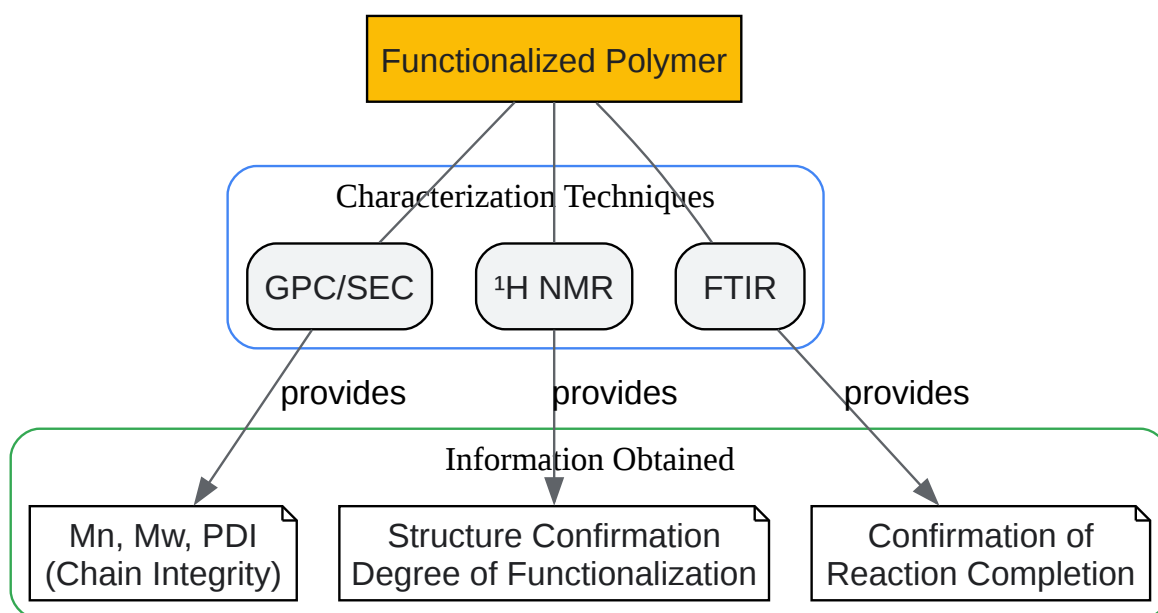 Functionalized Polymer
Characterization Techniques
GPC/SEC
¹H NMR
FTIR
provides
provides
provides
Information Obtained
Mn, Mw, PDI
(Chain Integrity)
Structure Confirmation
Degree of Functionalization
Confirmation of
Reaction Completion